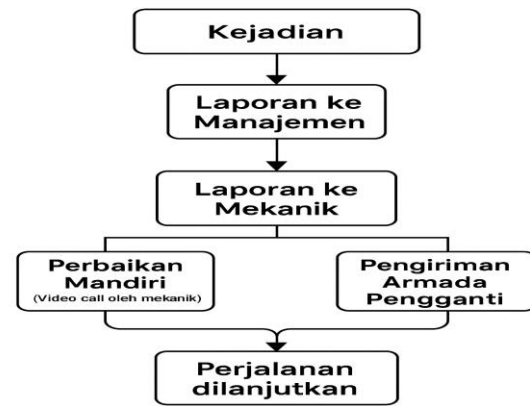 Kejadian
Laporan ke
Manajemen
Laporan ke
Mekanik
Perbaikan
Mandiri
(Video call oleh mekanik)
Pengiriman
Armada
Pengganti
Perjalanan
dilanjutkan